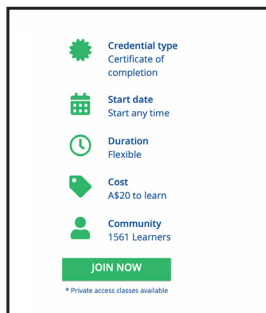 Credential type
Certificate of
completion
Start date
Start any time
Duration
Flexible
Cost
A$20 to learn
Community
1561 Learners
JOIN NOW
* Private access classes available